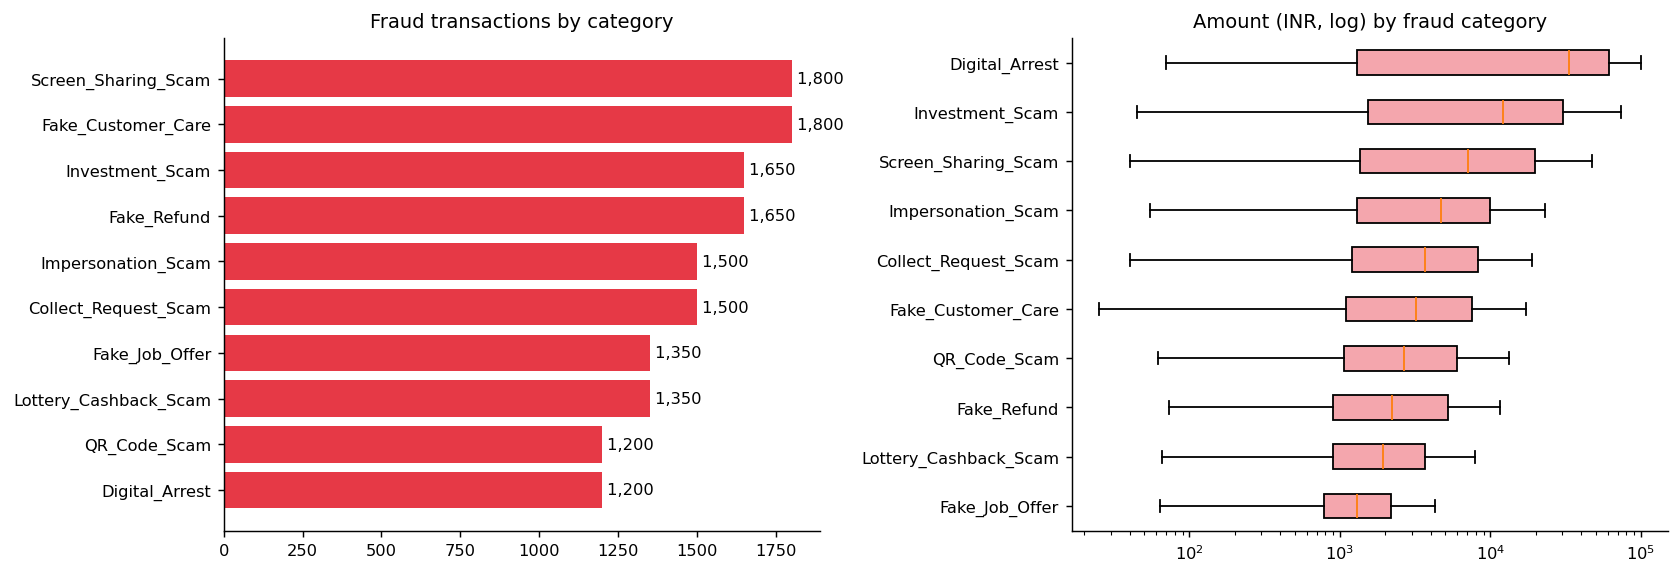 Fraud transactions by category
Screen_Sharing_Scam 1,800
Fake_Customer_Care 1,800
Investment_Scam 1,650
Fake_Refund 1,650
Impersonation_Scam 1,500
Collect_Request_Scam 1,500
Fake_Job_Offer 1,350
Lottery_Cashback_Scam 1,350
QR_Code_Scam 1,200
Digital_Arrest 1,200
0 250 500 750 1000 1250 1500 1750
Amount (INR, log) by fraud category
Digital_Arrest
Investment_Scam
Screen_Sharing_Scam
Impersonation_Scam
Collect_Request_Scam
Fake_Customer_Care
QR_Code_Scam
Fake_Refund
Lottery_Cashback_Scam
Fake_Job_Offer
10² 10³ 10⁴ 10⁵